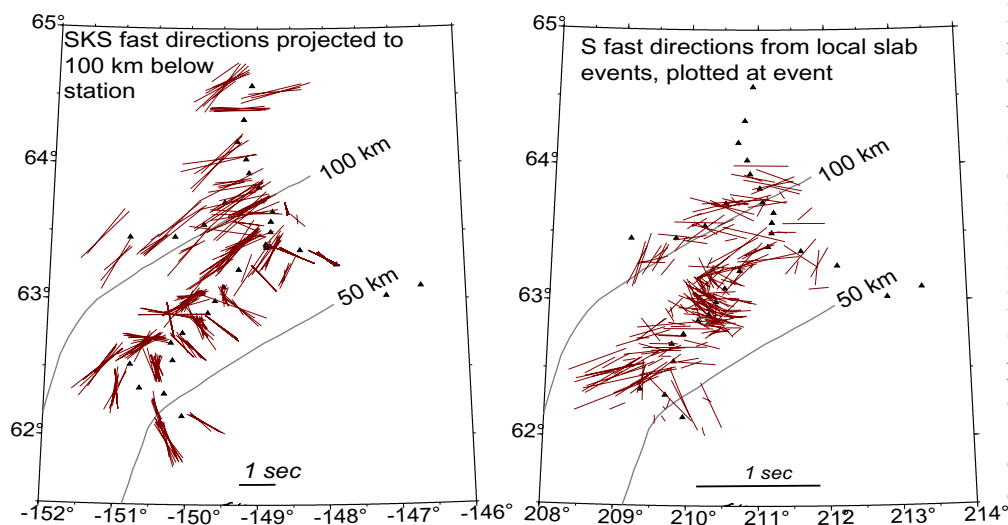 65°
SKS fast directions projected to
100 km below
station
64°
100 km
63°
50 km
62°
1 sec
-152° -151° -150° -149° -148° -147° -146°
65°
S fast directions from local slab
events, plotted at event
64°
100 km
63°
50 km
62°
1 sec
208° 209° 210° 211° 212° 213° 214°